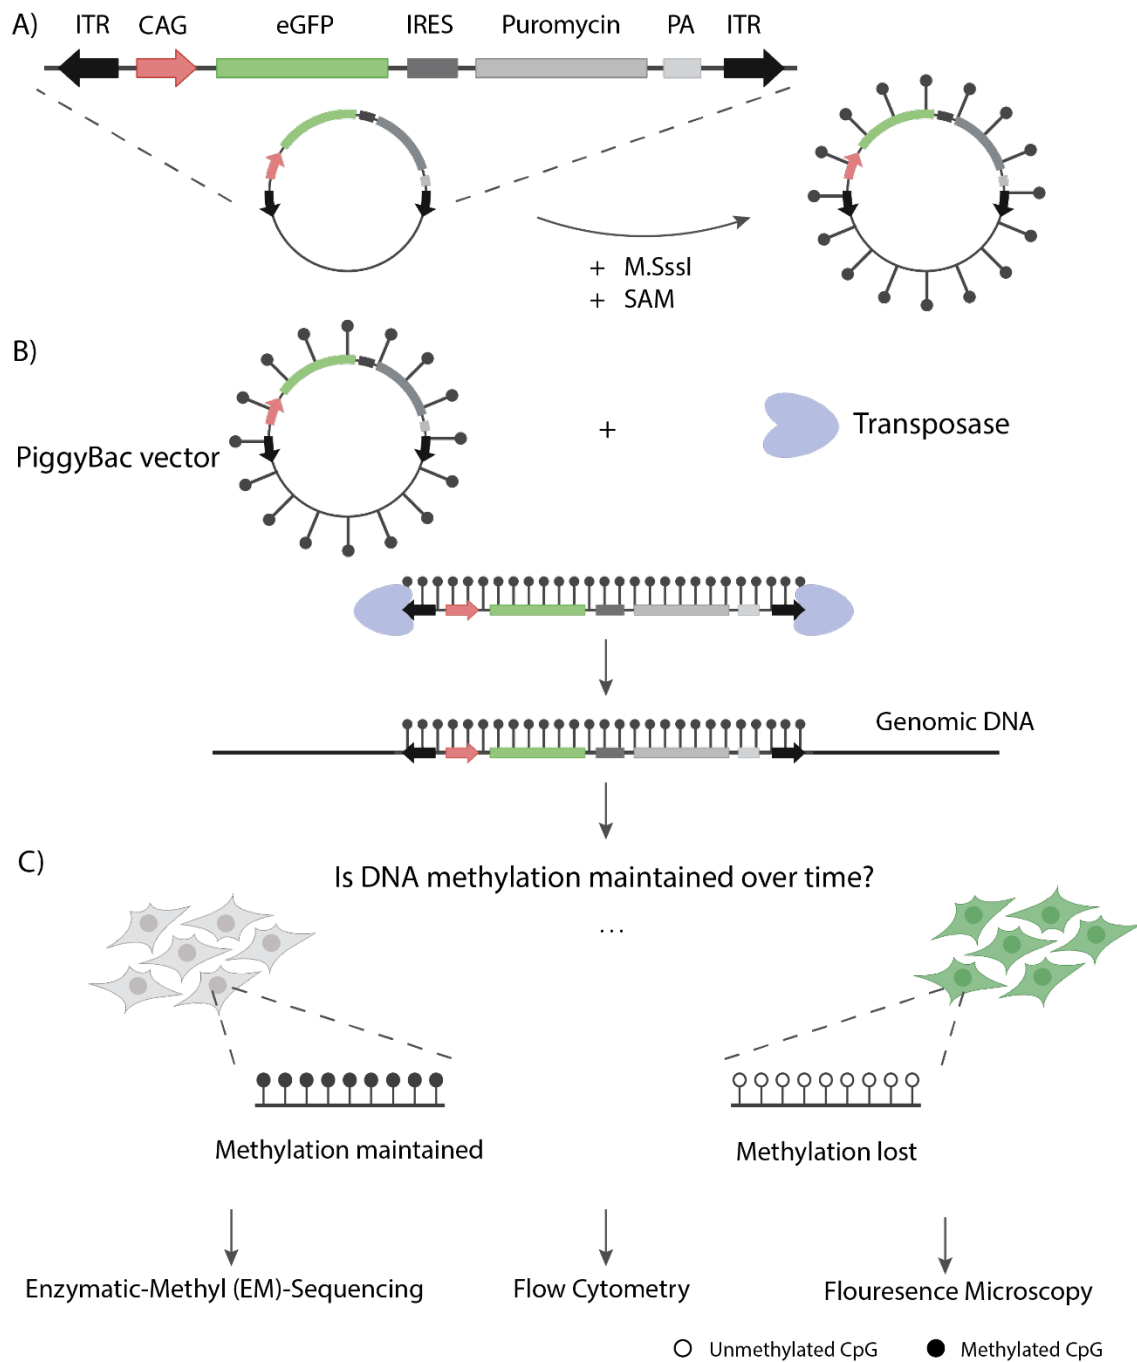 A)
ITR CAG eGFP IRES Puromycin PA ITR
+ M.SssI
+ SAM
B)
PiggyBac vector
+
Transposase
Genomic DNA
C)
Is DNA methylation maintained over time?
...
Methylation maintained
Methylation lost
Enzymatic-Methyl (EM)-Sequencing
Flow Cytometry
Flouresence Microscopy
Unmethylated CpG
Methylated CpG